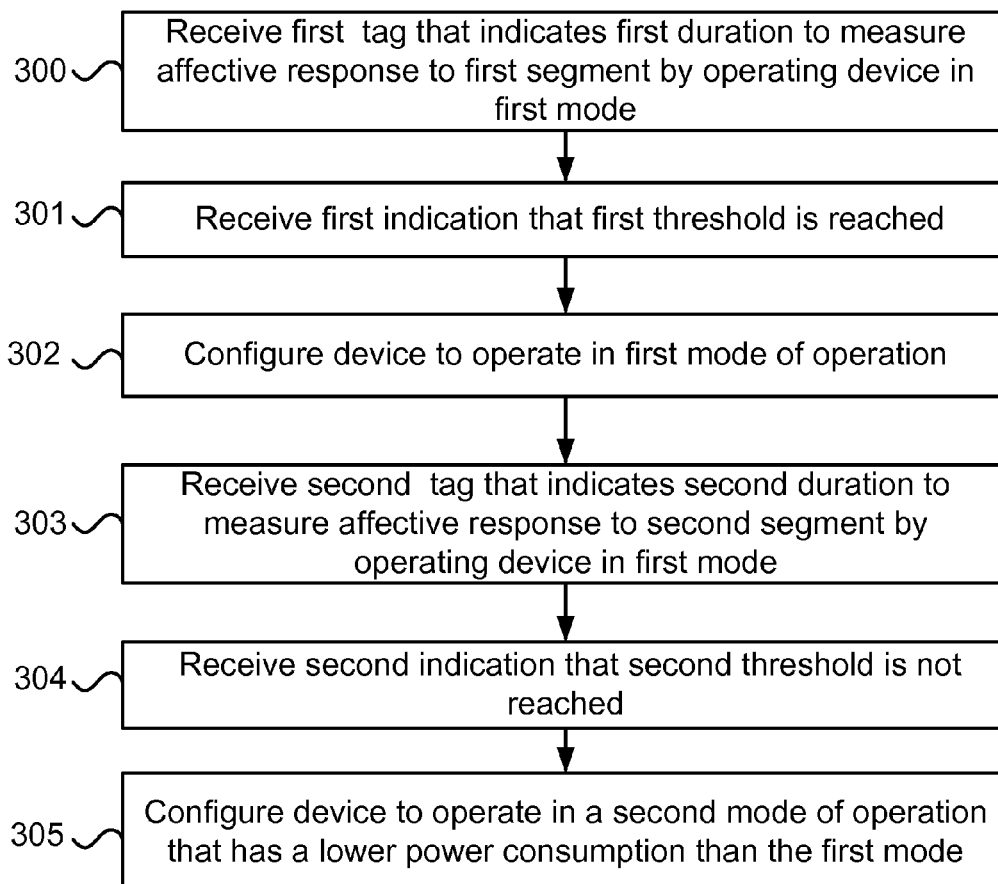 Receive first tag that indicates first duration to measure
300
affective response to first segment by operating device in
first mode
301
Receive first indication that first threshold is reached
302
Configure device to operate in first mode of operation
Receive second tag that indicates second duration to
303
measure affective response to second segment by
operating device in first mode
304
Receive second indication that second threshold is not
reached
305
Configure device to operate in a second mode of operation
that has a lower power consumption than the first mode